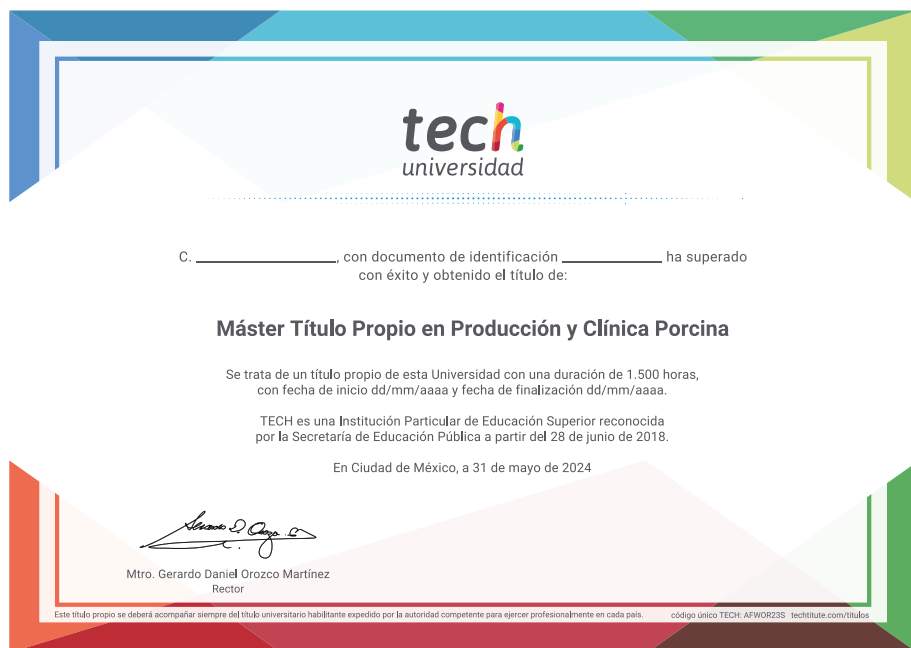 tech
universidad
C. ____________________, con documento de identificación ______________ ha superado
con éxito y obtenido el título de:
Máster Título Propio en Producción y Clínica Porcina
Se trata de un título propio de esta Universidad con una duración de 1.500 horas,
con fecha de inicio dd/mm/aaaa y fecha de finalización dd/mm/aaaa.
TECH es una Institución Particular de Educación Superior reconocida
por la Secretaría de Educación Pública a partir del 28 de junio de 2018.
En Ciudad de México, a 31 de mayo de 2024
Mtro. Gerardo Daniel Orozco Martínez
Rector
Este título propio se deberá acompañar siempre del título universitario habilitante expedido por la autoridad competente para ejercer profesionalmente en cada país. código único TECH: AFWOR23S techtitute.com/titulos